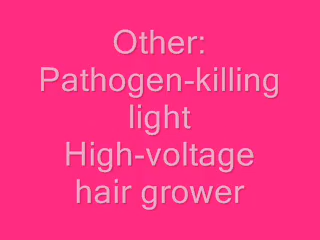 Other:
Pathogen-killing
light
High-voltage
hair grower